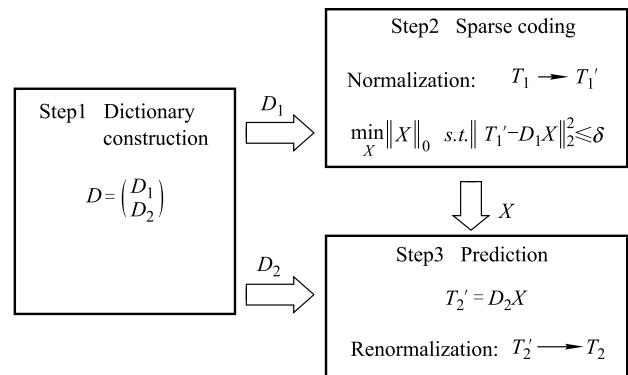 Step1 Dictionary
construction
D = (D₁
D₂)
D₁
Step2 Sparse coding
Normalization: T₁ → T₁′
min ‖X‖₀ s.t.‖ T₁′−D₁X‖₂² ≤ δ
X
X
D₂
Step3 Prediction
T₂′ = D₂X
Renormalization: T₂′ → T₂